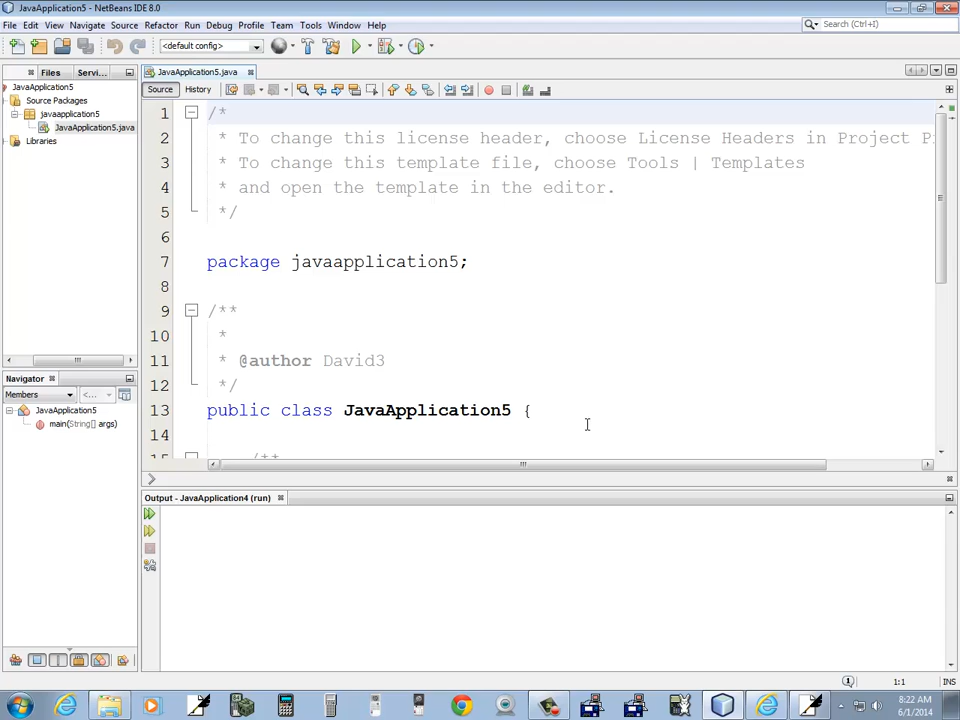 JavaApplication5 - NetBeans IDE 8.0
File Edit View Navigate Source Refactor Run Debug Profile Team Tools Window Help
Search (Ctrl+I)
<default config>
Files Servi... JavaApplication5.java
JavaApplication5
Source Packages
javaapplication5
JavaApplication5.java
Libraries
Source History
1 /*
2 * To change this license header, choose License Headers in Project P
3 * To change this template file, choose Tools | Templates
4 * and open the template in the editor.
5 */
6
7 package javaapplication5;
8
9 /**
10 *
11 * @author David3
12 */
13 public class JavaApplication5 {
14
15 /**
Navigator
Members <...
JavaApplication5
main(String[] args)
Output - JavaApplication4 (run)
1:1 INS
8:22 AM
6/1/2014